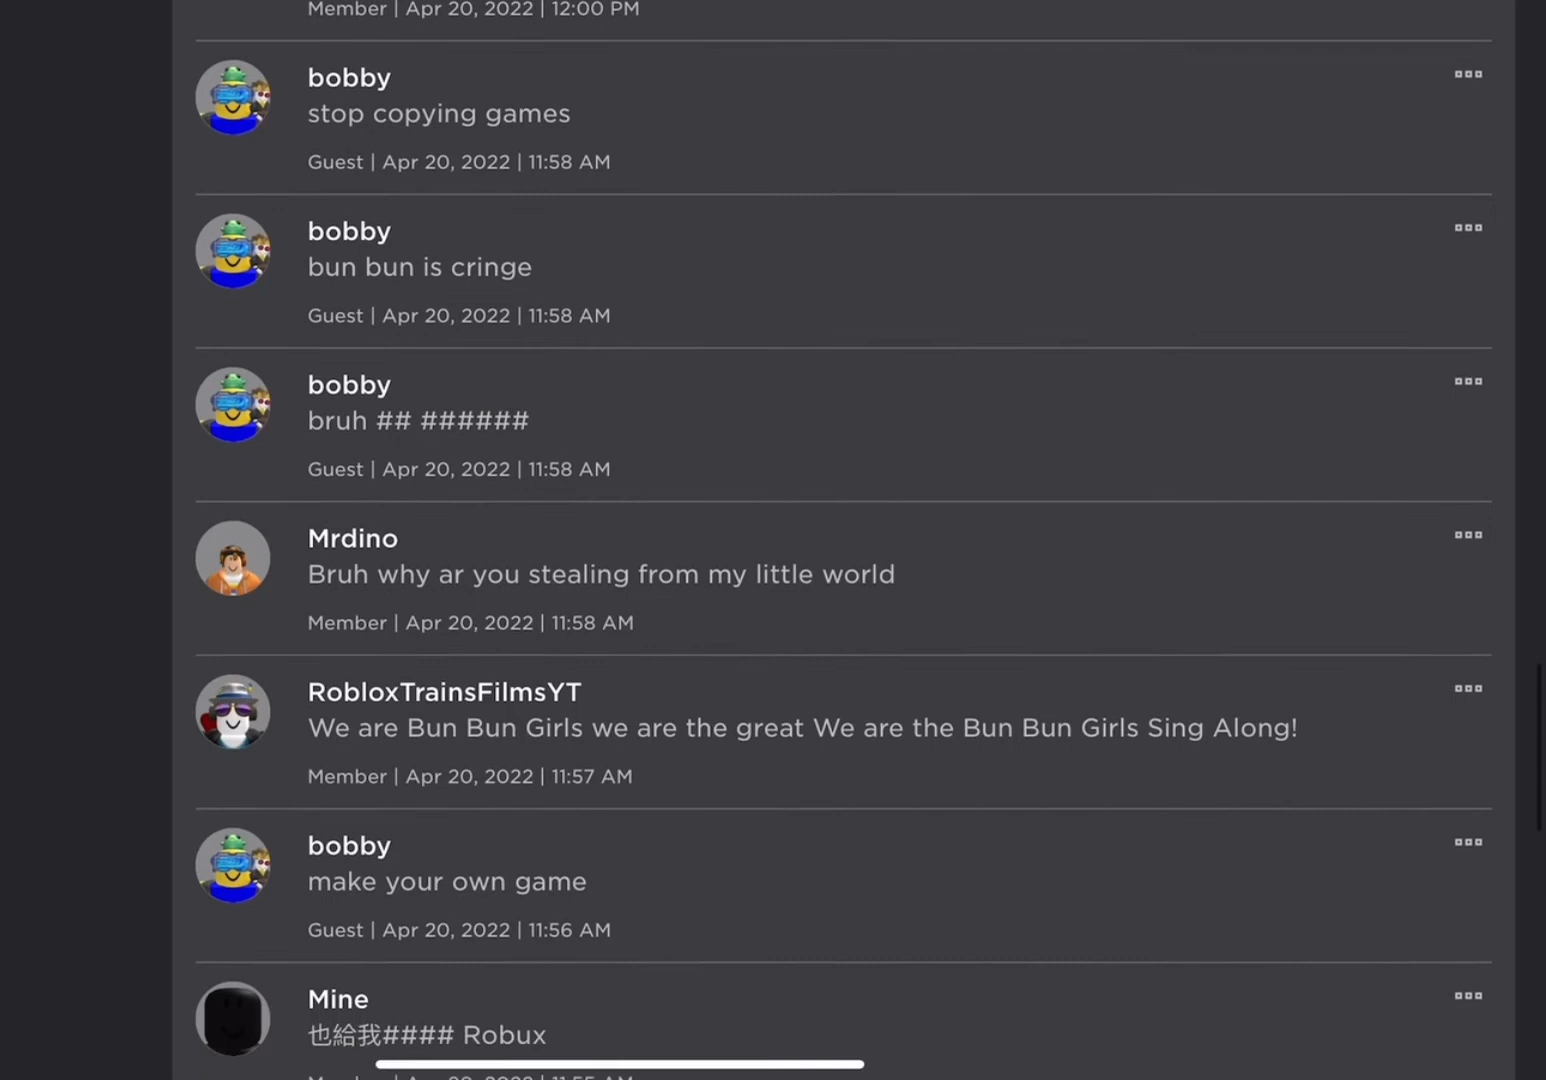 Member | Apr 20, 2022 | 12:00 PM
bobby
stop copying games
Guest | Apr 20, 2022 | 11:58 AM
bobby
bun bun is cringe
Guest | Apr 20, 2022 | 11:58 AM
bobby
bruh ## ######
Guest | Apr 20, 2022 | 11:58 AM
Mrdino
Bruh why ar you stealing from my little world
Member | Apr 20, 2022 | 11:58 AM
RobloxTrainsFilmsYT
We are Bun Bun Girls we are the great We are the Bun Bun Girls Sing Along!
Member | Apr 20, 2022 | 11:57 AM
bobby
make your own game
Guest | Apr 20, 2022 | 11:56 AM
Mine
也給我#### Robux